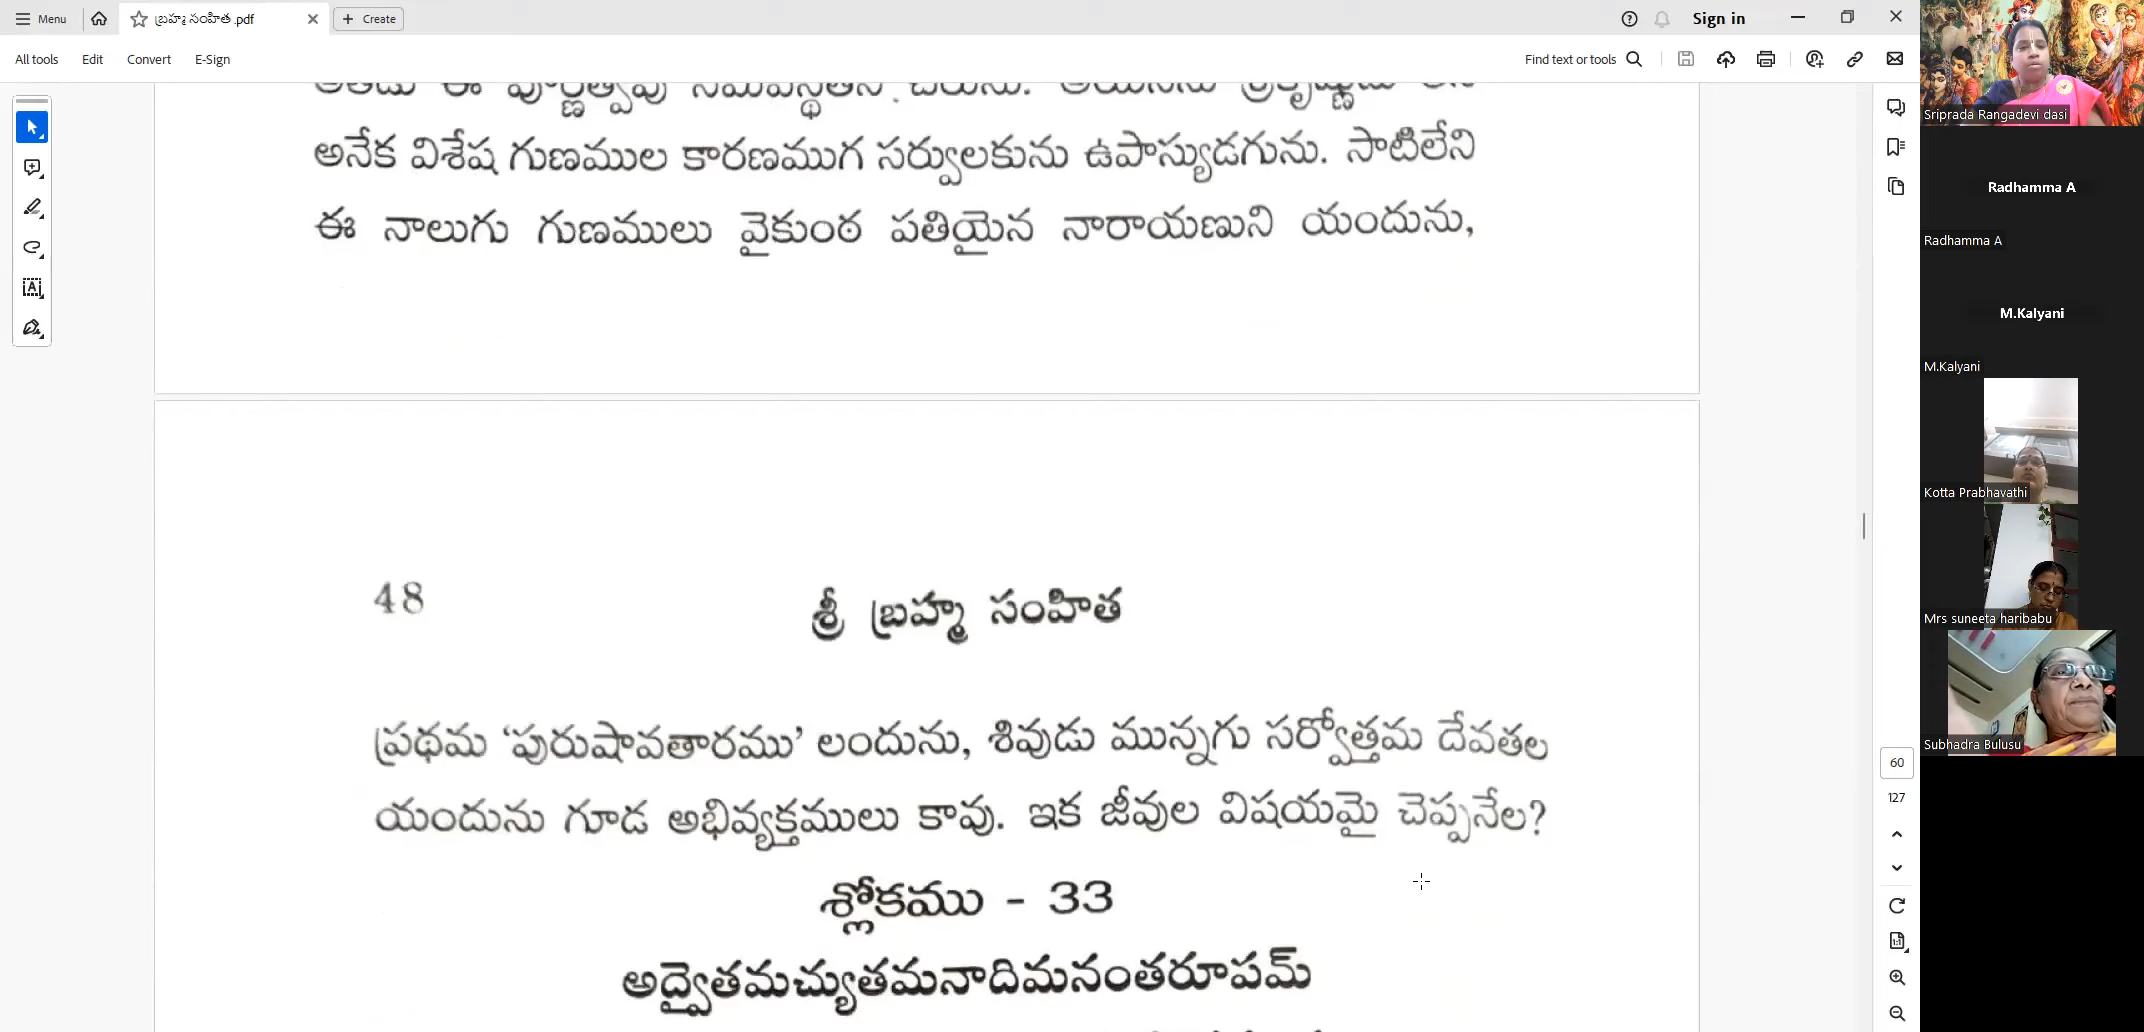 Menu
బ్రహ్మ సంహిత .pdf
Create
Sign in
All tools Edit Convert E-Sign
Find text or tools
అనేక విశేష గుణముల కారణముగ సర్వులకును ఉపాస్యుడగును. సాటిలేని
ఈ నాలుగు గుణములు వైకుంఠ పతియైన నారాయణుని యందును,
48
శ్రీ బ్రహ్మ సంహిత
ప్రథమ ‘పురుషావతారము’ లందును, శివుడు మున్నగు సర్వోత్తమ దేవతల
యందును గూడ అభివ్యక్తములు కావు. ఇక జీవుల విషయమై చెప్పనేల?
శ్లోకము - 33
అద్వైతమచ్యుతమనాదిమనంతరూపమ్
60
127
Sriprada Rangadevi dasi
Radhamma A
Radhamma A
M.Kalyani
M.Kalyani
Kotta Prabhavathi
Mrs suneeta haribabu
Subhadra Bulusu